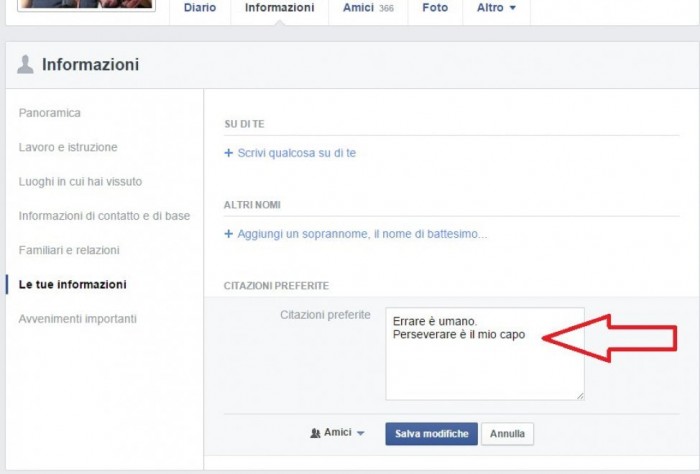 Diario Informazioni Amici 366 Foto Altro
Informazioni
Panoramica
Lavoro e istruzione
Luoghi in cui hai vissuto
Informazioni di contatto e di base
Familiari e relazioni
Le tue informazioni
Avvenimenti importanti
SU DI TE
+ Scrivi qualcosa su di te
ALTRI NOMI
+ Aggiungi un soprannome, il nome di battesimo...
CITAZIONI PREFERITE
Citazioni preferite
Errare è umano.
Perseverare è il mio capo
Amici Salva modifiche Annulla